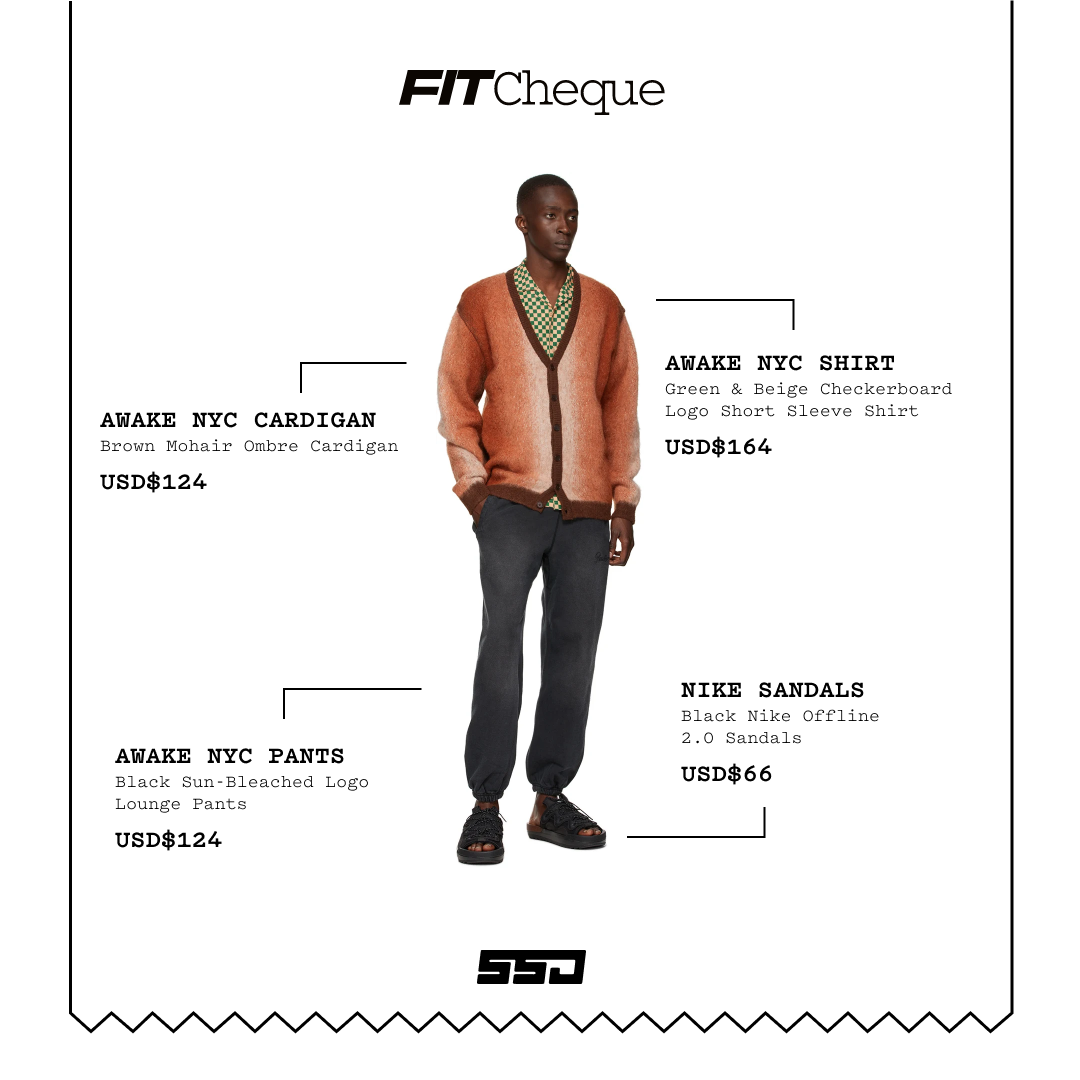 FITCheque
AWAKE NYC SHIRT
Green & Beige Checkerboard
Logo Short Sleeve Shirt
USD$164
AWAKE NYC CARDIGAN
Brown Mohair Ombre Cardigan
USD$124
NIKE SANDALS
Black Nike Offline
2.0 Sandals
USD$66
AWAKE NYC PANTS
Black Sun-Bleached Logo
Lounge Pants
USD$124
SSD